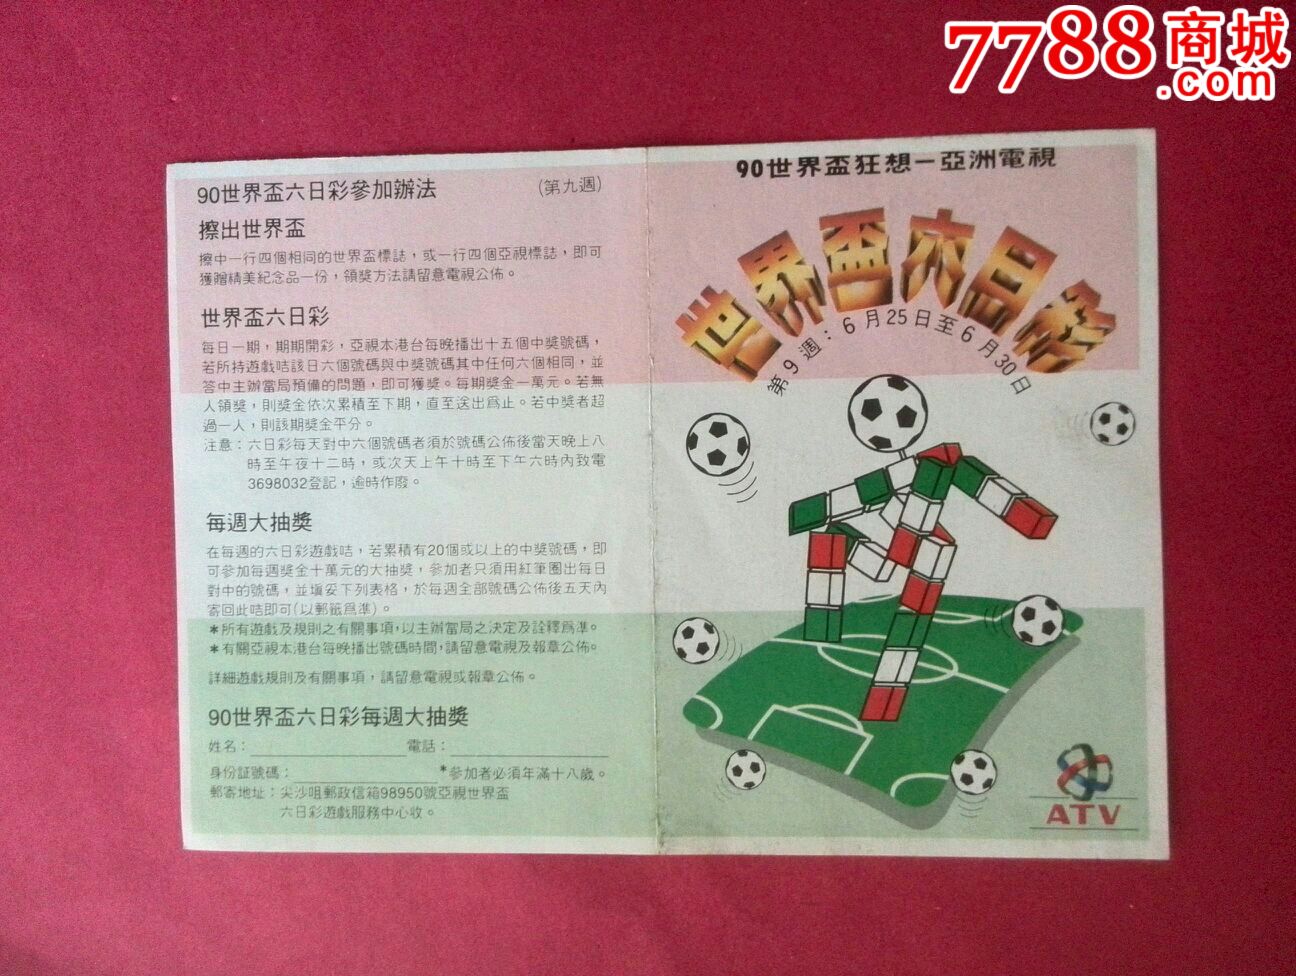 7788商城
.com
90世界盃六日彩參加辦法
(第九週)
擦出世界盃
擦中一行四個相同的世界盃標誌，或一行四個亞視標誌，即可
獲贈精美紀念品一份，領獎方法請留意電視公佈。
世界盃六日彩
每日一期，期期開彩，亞視本港台每晚播出十五個中獎號碼，
若所持遊戲咭該日六個號碼與中獎號碼其中任何六個相同，並
答中主辦當局預備的問題，即可獲獎。每期獎金一萬元。若無
人領獎，則獎金依次累積至下期，直至送出爲止。若中獎者超
過一人，則該期獎金平分。
注意：六日彩每天對中六個號碼者須於號碼公佈後當天晚上八
時至午夜十二時，或次天上午十時至下午六時內致電
3698032登記，逾時作廢。
每週大抽獎
在每週的六日彩遊戲咭，若累積有20個或以上的中獎號碼，即
可參加每週獎金十萬元的大抽獎，參加者只須用紅筆圈出每日
對中的號碼，並填妥下列表格，於每週全部號碼公佈後五天內
寄回此咭即可(以郵戳爲準)。
*所有遊戲及規則之有關事項，以主辦當局之決定及詮釋爲準。
*有關亞視本港台每晚播出號碼時間，請留意電視及報章公佈。
詳細遊戲規則及有關事項，請留意電視或報章公佈。
90世界盃六日彩每週大抽獎
姓名：
電話：
身份証號碼：
*參加者必須年滿十八歲。
郵寄地址：尖沙咀郵政信箱98950號亞視世界盃
六日彩遊戲服務中心收。
90世界盃狂想－亞洲電視
世界盃六日彩
第9週：6月25日至6月30日
ATV